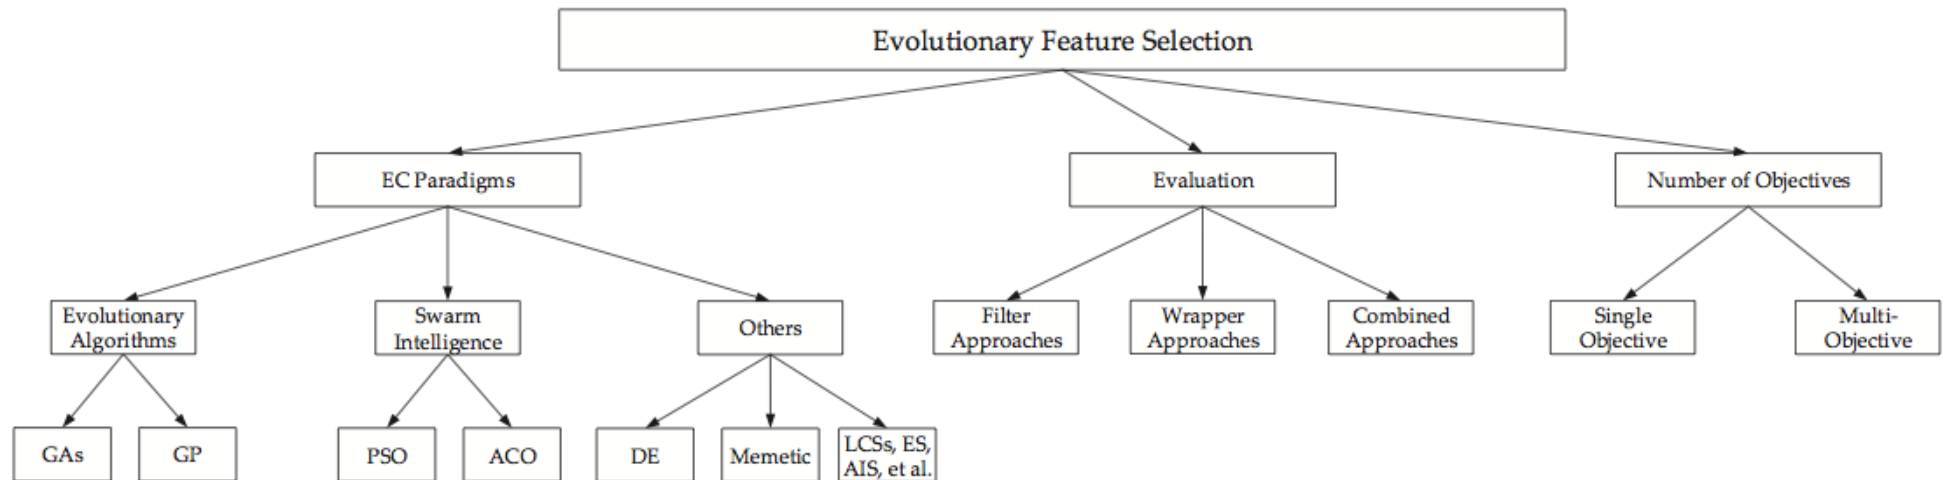 Evolutionary Feature Selection
EC Paradigms
Evaluation
Number of Objectives
Evolutionary
Algorithms
Swarm
Intelligence
Others
Filter
Approaches
Wrapper
Approaches
Combined
Approaches
Single
Objective
Multi-
Objective
GAs
GP
PSO
ACO
DE
Memetic
LCSs, ES,
AIS, et al.